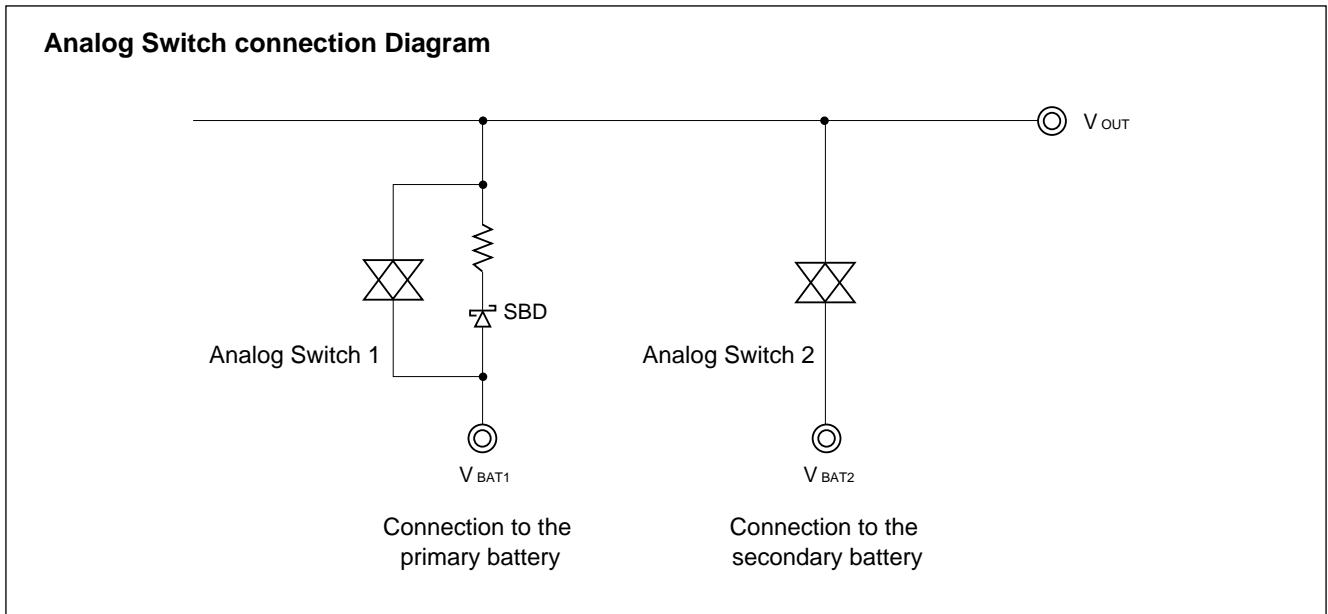 Analog Switch connection Diagram
V OUT
SBD
Analog Switch 1
Analog Switch 2
V BAT1
V BAT2
Connection to the
primary battery
Connection to the
secondary battery